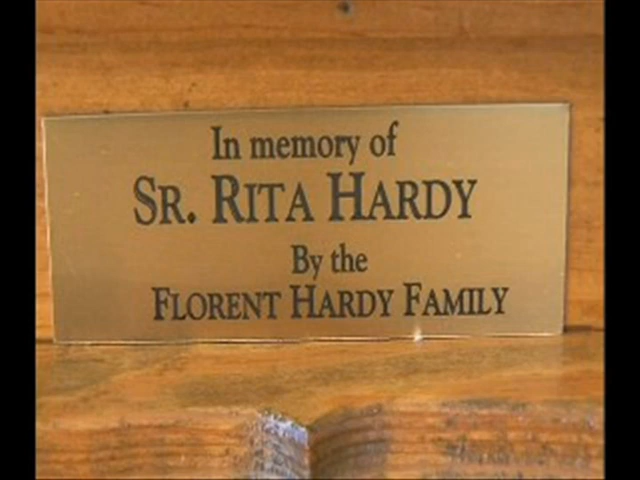 In memory of
SR. RITA HARDY
By the
FLORENT HARDY FAMILY